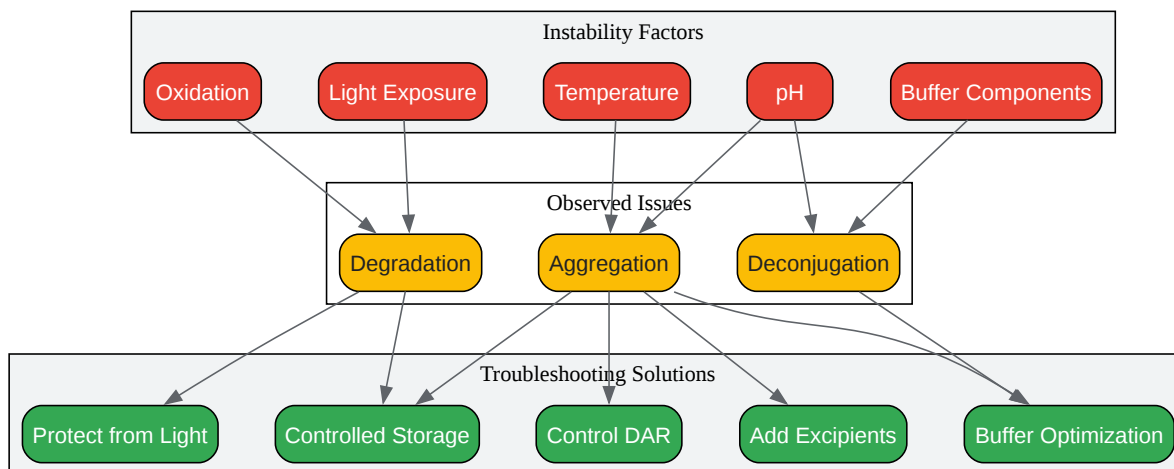 Instability Factors
Oxidation
Light Exposure
Temperature
pH
Buffer Components
Observed Issues
Degradation
Aggregation
Deconjugation
Troubleshooting Solutions
Protect from Light
Controlled Storage
Control DAR
Add Excipients
Buffer Optimization